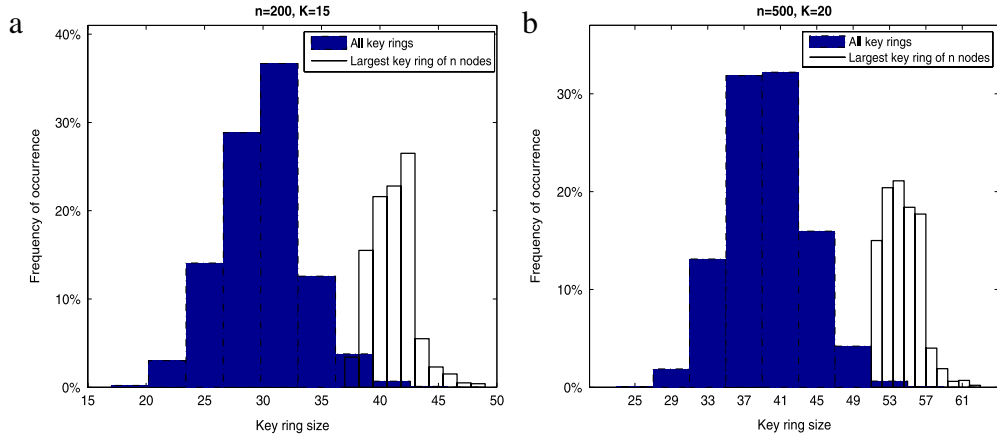 a
n=200, K=15
40%
30%
20%
10%
0%
Frequency of occurrence
All key rings
Largest key ring of n nodes
15 20 25 30 35 40 45 50
Key ring size
b
n=500, K=20
30%
20%
10%
0%
Frequency of occurrence
All key rings
Largest key ring of n nodes
25 29 33 37 41 45 49 53 57 61
Key ring size